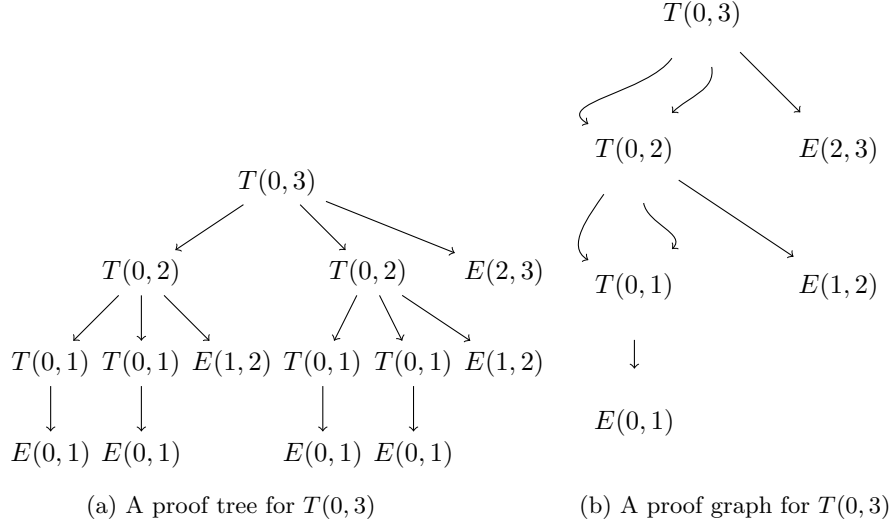 T(0, 3)
T(0, 2) T(0, 2) E(2, 3)
T(0, 1) T(0, 1) E(1, 2) T(0, 1) T(0, 1) E(1, 2)
E(0, 1) E(0, 1) E(0, 1) E(0, 1)
(a) A proof tree for T(0, 3)
T(0, 3)
T(0, 2) E(2, 3)
T(0, 1) E(1, 2)
E(0, 1)
(b) A proof graph for T(0, 3)